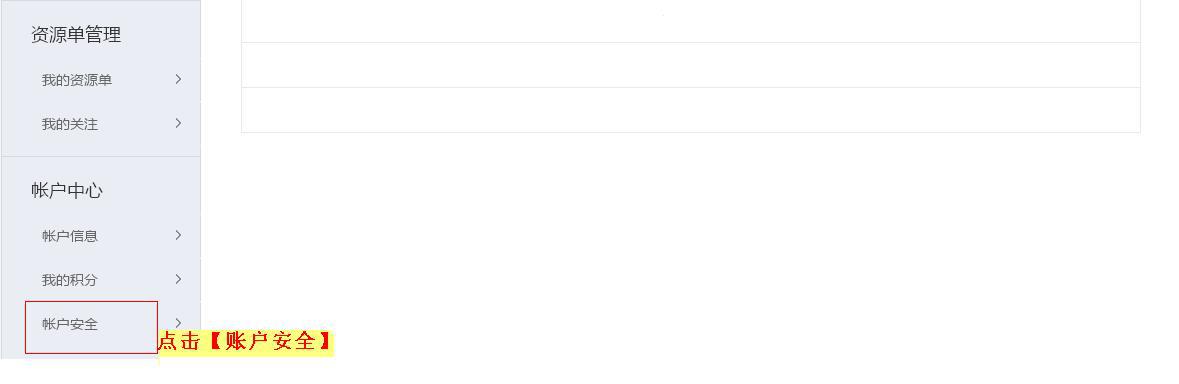 资源单管理
我的资源单
我的关注
帐户中心
帐户信息
我的积分
帐户安全
点击【账户安全】